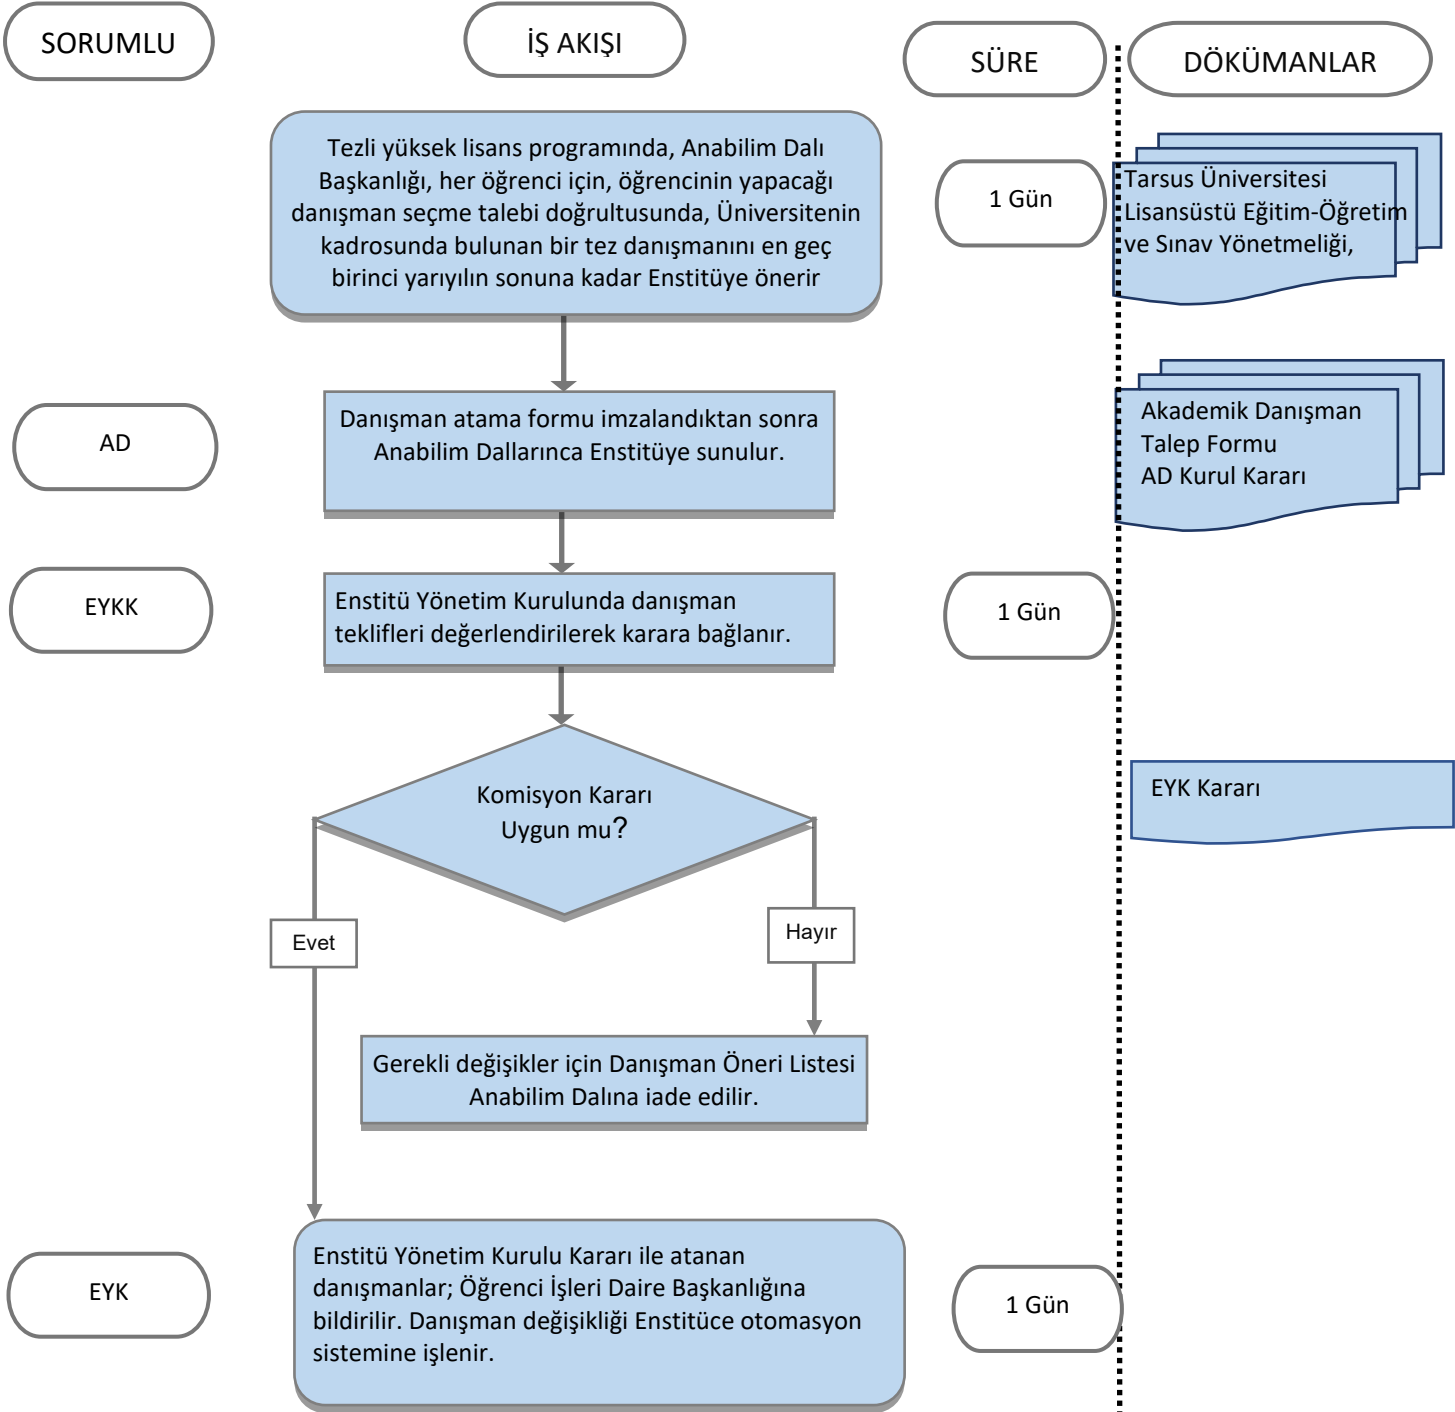 SORUMLU
İŞ AKIŞI
SÜRE
DÖKÜMANLAR
Tezli yüksek lisans programında, Anabilim Dalı
Başkanlığı, her öğrenci için, öğrencinin yapacağı
danışman seçme talebi doğrultusunda, Üniversitenin
kadrosunda bulunan bir tez danışmanını en geç
birinci yarıyılın sonuna kadar Enstitüye önerir
1 Gün
Tarsus Üniversitesi
Lisansüstü Eğitim-Öğretim
ve Sınav Yönetmeliği,
AD
Danışman atama formu imzalandıktan sonra
Anabilim Dallarınca Enstitüye sunulur.
Akademik Danışman
Talep Formu
AD Kurul Kararı
EYKK
Enstitü Yönetim Kurulunda danışman
teklifleri değerlendirilerek karara bağlanır.
1 Gün
Komisyon Kararı
Uygun mu?
EYK Kararı
Evet
Hayır
Gerekli değişikler için Danışman Öneri Listesi
Anabilim Dalına iade edilir.
EYK
Enstitü Yönetim Kurulu Kararı ile atanan
danışmanlar; Öğrenci İşleri Daire Başkanlığına
bildirilir. Danışman değişikliği Enstitüce otomasyon
sistemine işlenir.
1 Gün